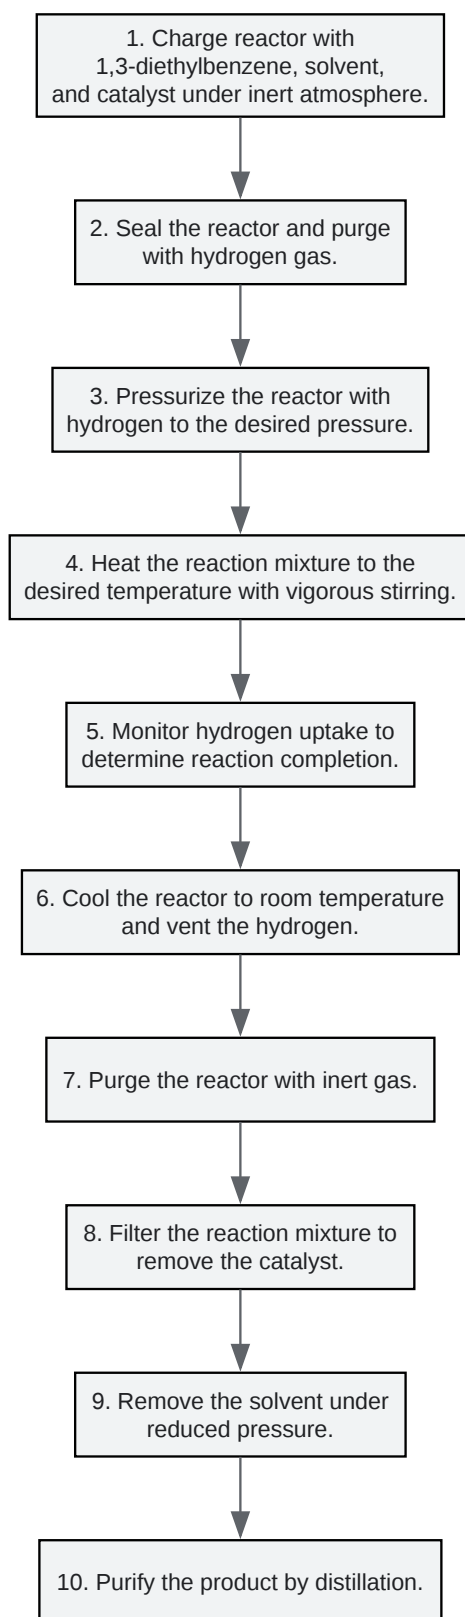 1. Charge reactor with
1,3-diethylbenzene, solvent,
and catalyst under inert atmosphere.
2. Seal the reactor and purge
with hydrogen gas.
3. Pressurize the reactor with
hydrogen to the desired pressure.
4. Heat the reaction mixture to the
desired temperature with vigorous stirring.
5. Monitor hydrogen uptake to
determine reaction completion.
6. Cool the reactor to room temperature
and vent the hydrogen.
7. Purge the reactor with inert gas.
8. Filter the reaction mixture to
remove the catalyst.
9. Remove the solvent under
reduced pressure.
10. Purify the product by distillation.